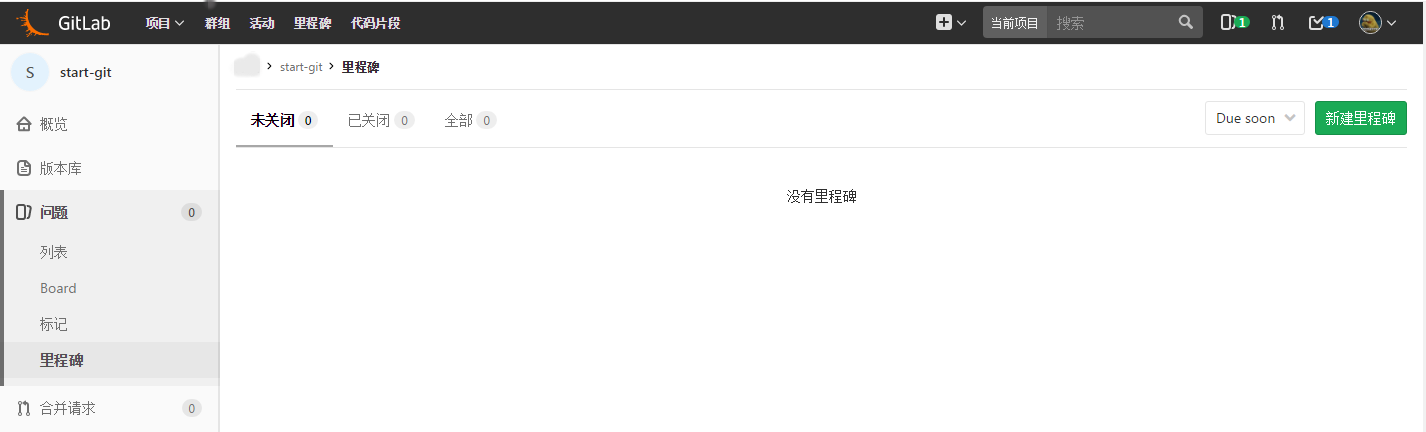 GitLab 项目 群组 活动 里程碑 代码片段 当前项目 搜索 1 1
S start-git
start-git 里程碑
未关闭 0 已关闭 0 全部 0 Due soon 新建里程碑
没有里程碑
概览
版本库
问题 0
列表
Board
标记
里程碑
合并请求 0